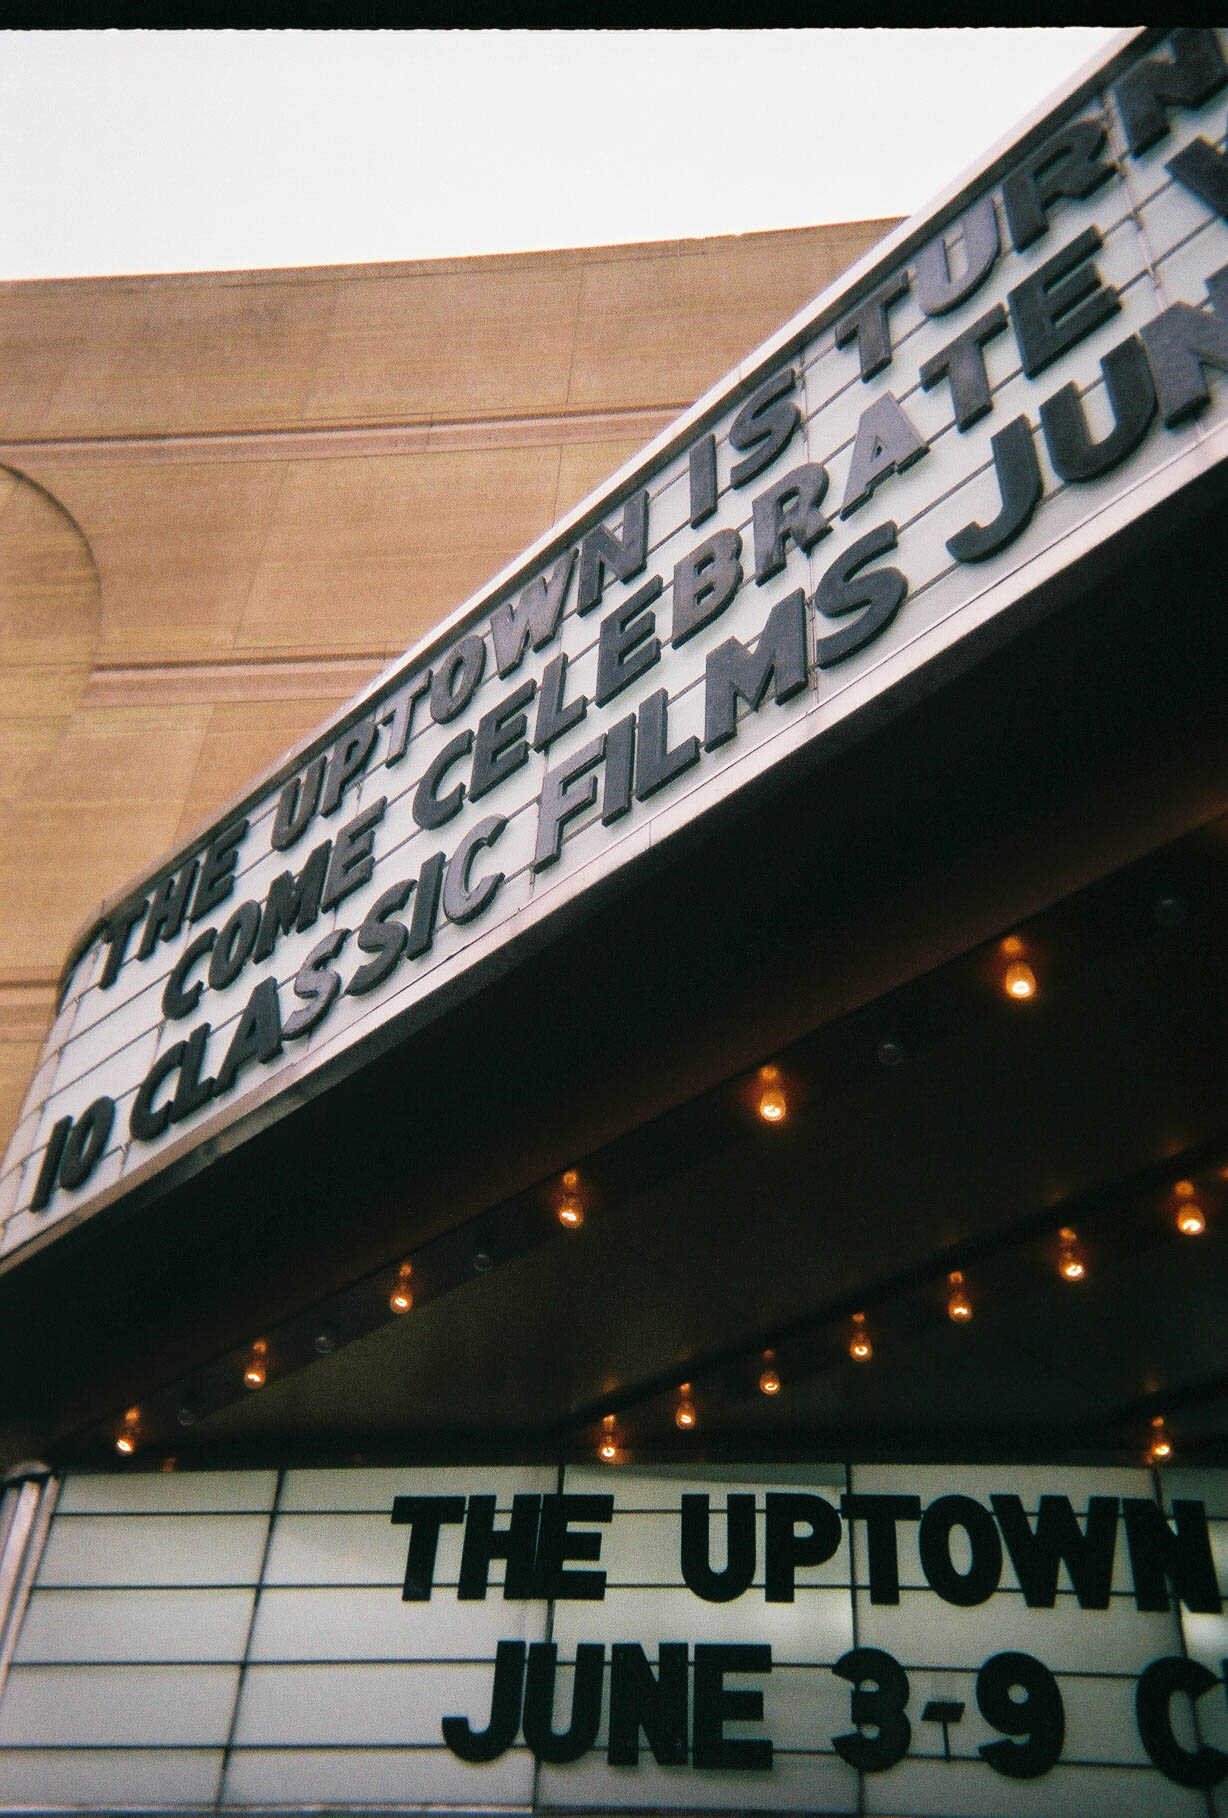 THE UPTOWN IS TURN
COME CELEBRATE
10 CLASSIC FILMS JUN
THE UPTOWN
JUNE 3-9 C